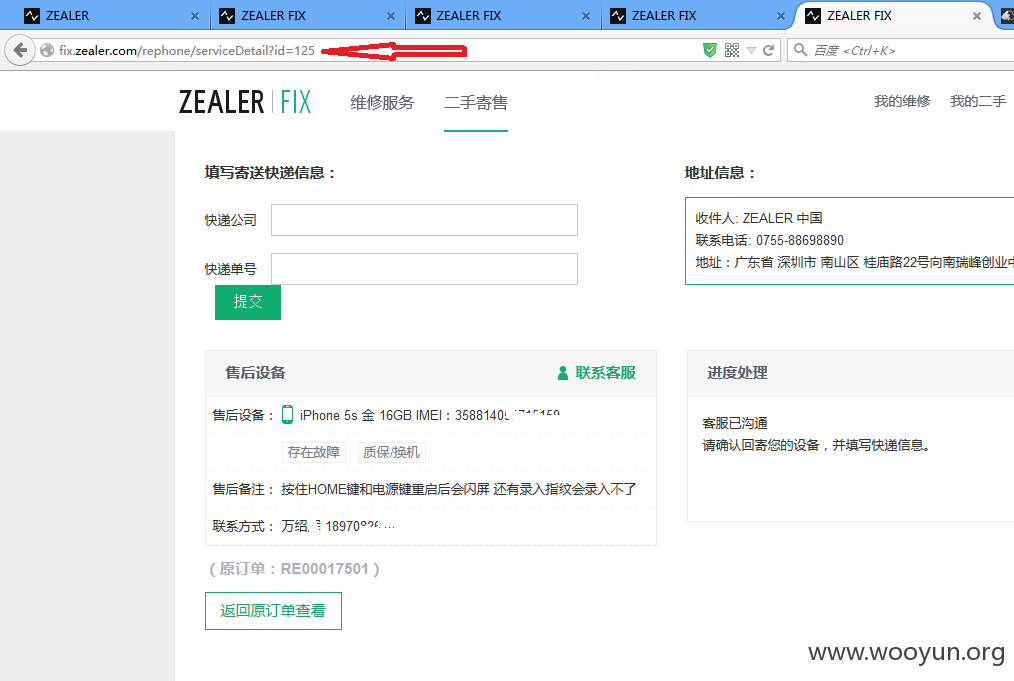 ZEALER
ZEALER FIX
ZEALER FIX
ZEALER FIX
ZEALER FIX
fix.zealer.com/rephone/serviceDetail?id=125
百度 <Ctrl+K>
ZEALER | FIX
维修服务
二手寄售
我的维修
我的二手
填写寄送快递信息：
快递公司
快递单号
提交
地址信息：
收件人: ZEALER 中国
联系电话: 0755-88698890
地址：广东省 深圳市 南山区 桂庙路22号向南瑞峰创业中
售后设备
联系客服
售后设备： iPhone 5s 金 16GB IMEI：35881405
存在故障
质保/换机
售后备注： 按住HOME键和电源键重启后会闪屏 还有录入指纹会录入不了
联系方式： 万绍 18970
( 原订单：RE00017501 )
返回原订单查看
进度处理
客服已沟通
请确认回寄您的设备，并填写快递信息。
www.wooyun.org